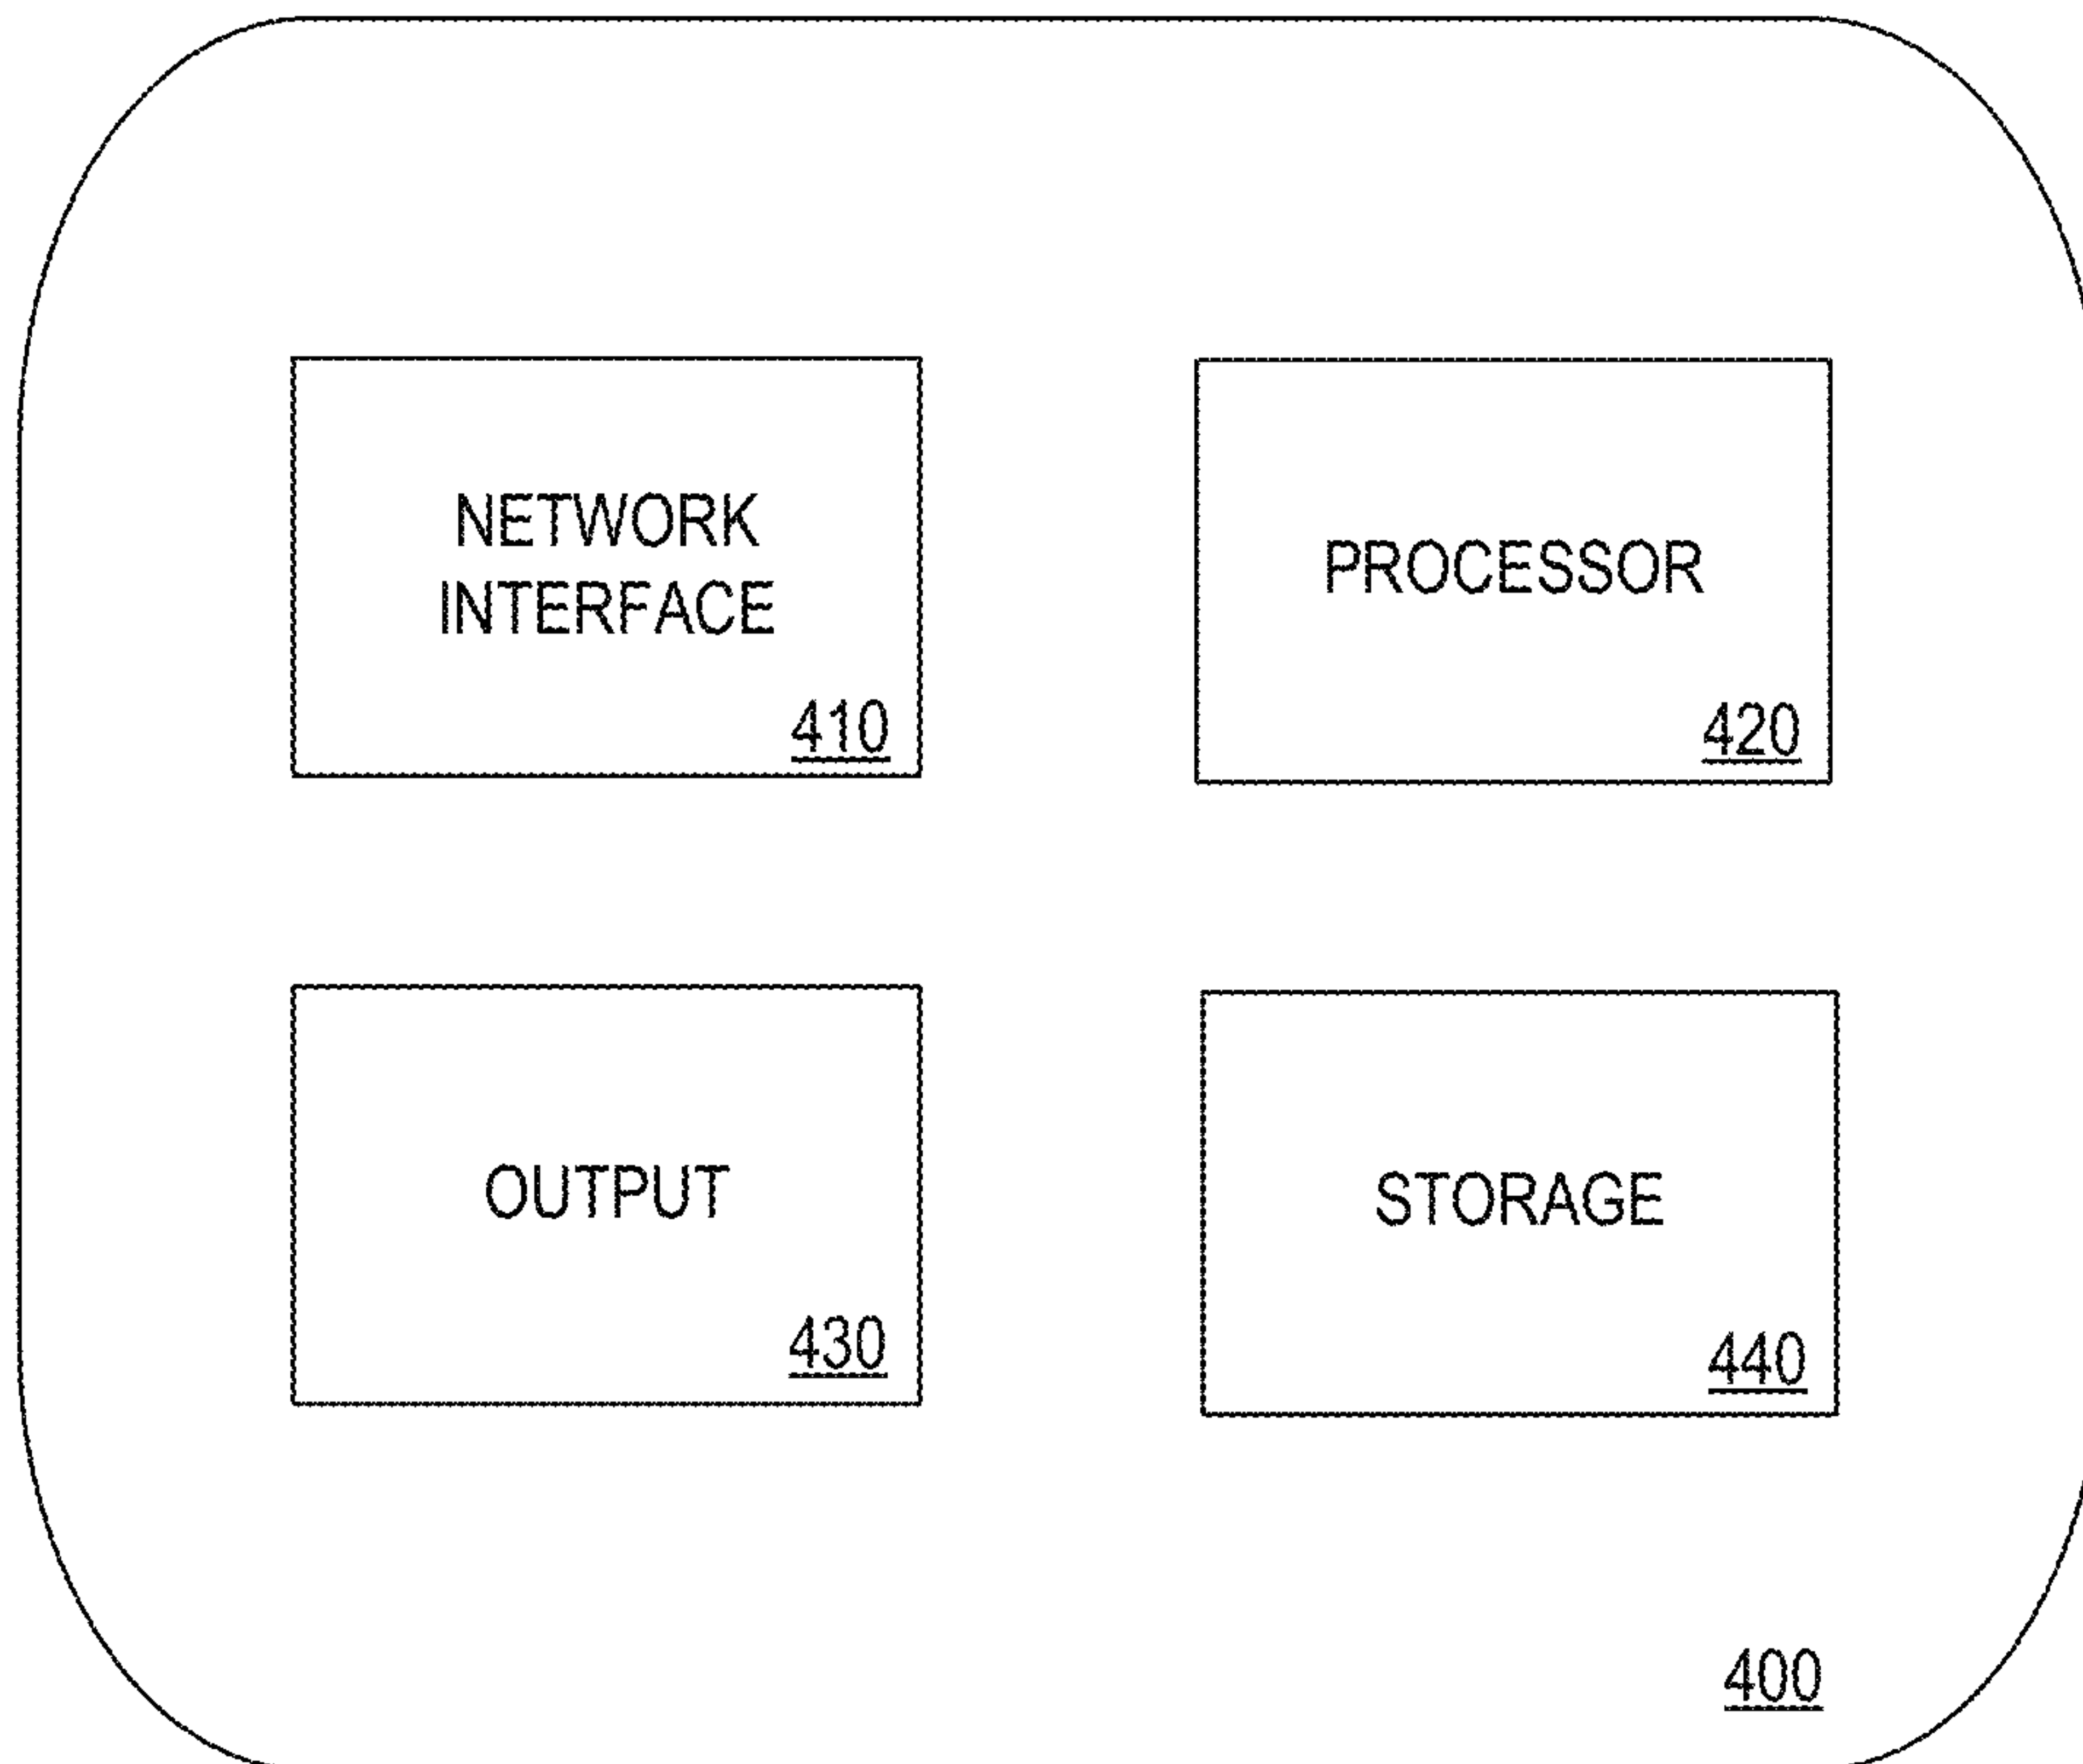 NETWORK
INTERFACE
410
PROCESSOR
420
OUTPUT
430
STORAGE
440
400